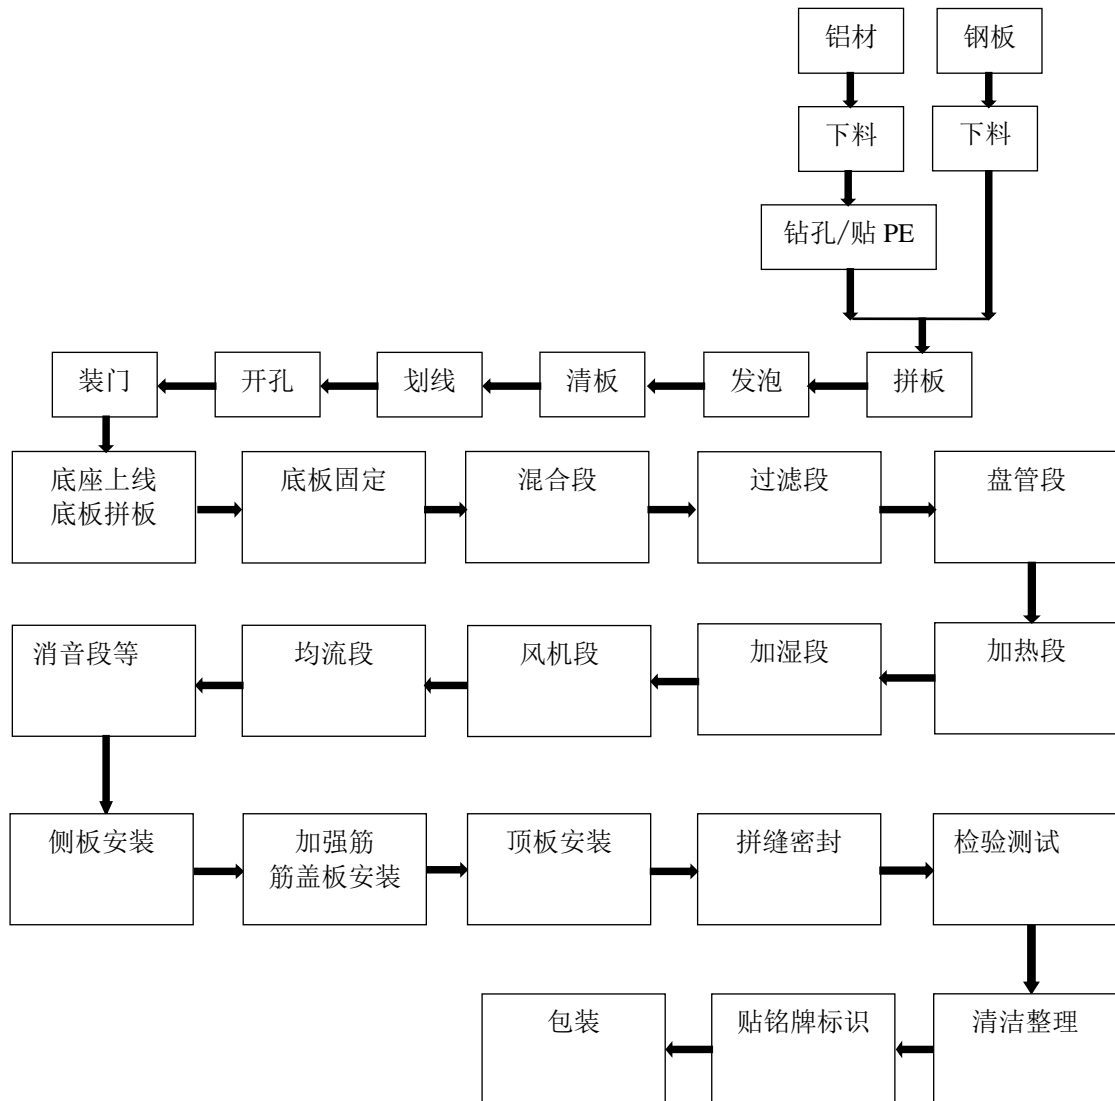 铝材
钢板
下料
下料
钻孔/贴 PE
装门
开孔
划线
清板
发泡
拼板
底座上线
底板拼板
底板固定
混合段
过滤段
盘管段
消音段等
均流段
风机段
加湿段
加热段
侧板安装
加强筋
筋盖板安装
顶板安装
拼缝密封
检验测试
包装
贴铭牌标识
清洁整理